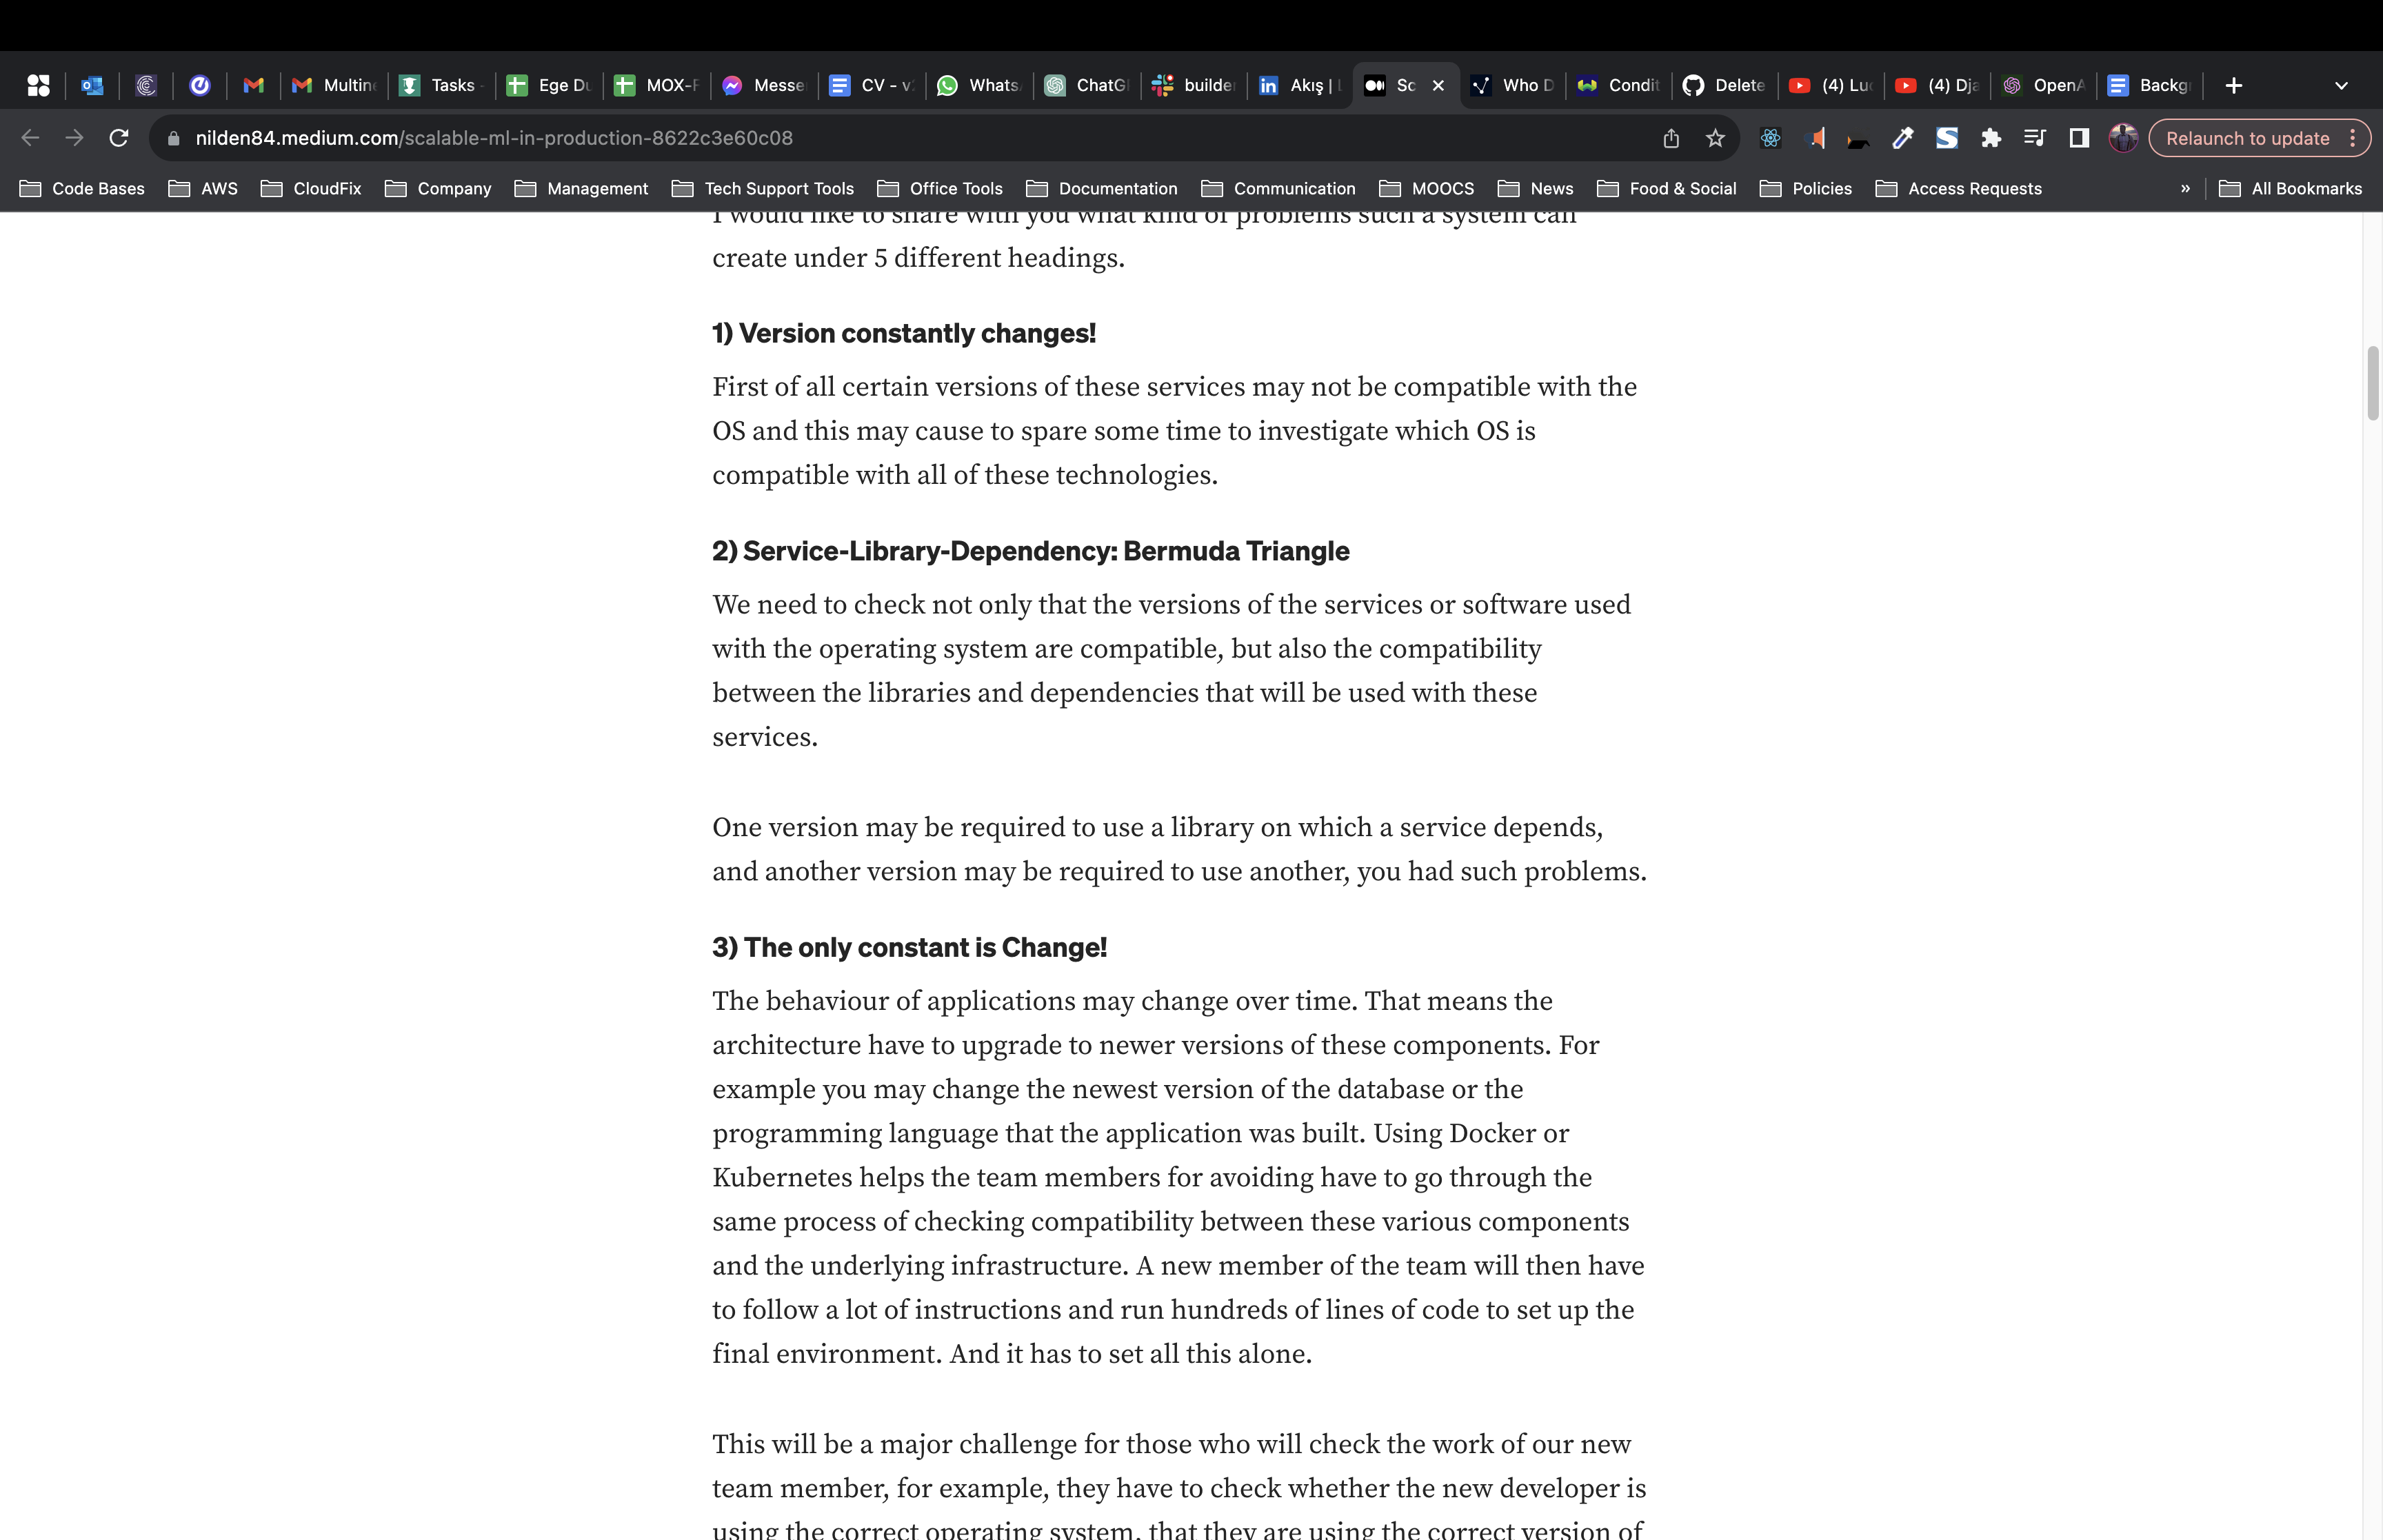 Multin
Tasks -
Ege Du
MOX-F
Messe
CV - v
Whats
ChatG
builde
Akış |
Sc
Who D
Condit
Delete
(4) Luc
(4) Dja
OpenA
Backg
nilden84.medium.com/scalable-ml-in-production-8622c3e60c08
Relaunch to update
Code Bases
AWS
CloudFix
Company
Management
Tech Support Tools
Office Tools
Documentation
Communication
MOOCS
News
Food & Social
Policies
Access Requests
»
All Bookmarks
I would like to share with you what kind of problems such a system can
create under 5 different headings.
1) Version constantly changes!
First of all certain versions of these services may not be compatible with the
OS and this may cause to spare some time to investigate which OS is
compatible with all of these technologies.
2) Service-Library-Dependency: Bermuda Triangle
We need to check not only that the versions of the services or software used
with the operating system are compatible, but also the compatibility
between the libraries and dependencies that will be used with these
services.
One version may be required to use a library on which a service depends,
and another version may be required to use another, you had such problems.
3) The only constant is Change!
The behaviour of applications may change over time. That means the
architecture have to upgrade to newer versions of these components. For
example you may change the newest version of the database or the
programming language that the application was built. Using Docker or
Kubernetes helps the team members for avoiding have to go through the
same process of checking compatibility between these various components
and the underlying infrastructure. A new member of the team will then have
to follow a lot of instructions and run hundreds of lines of code to set up the
final environment. And it has to set all this alone.
This will be a major challenge for those who will check the work of our new
team member, for example, they have to check whether the new developer is
using the correct operating system, that they are using the correct version of